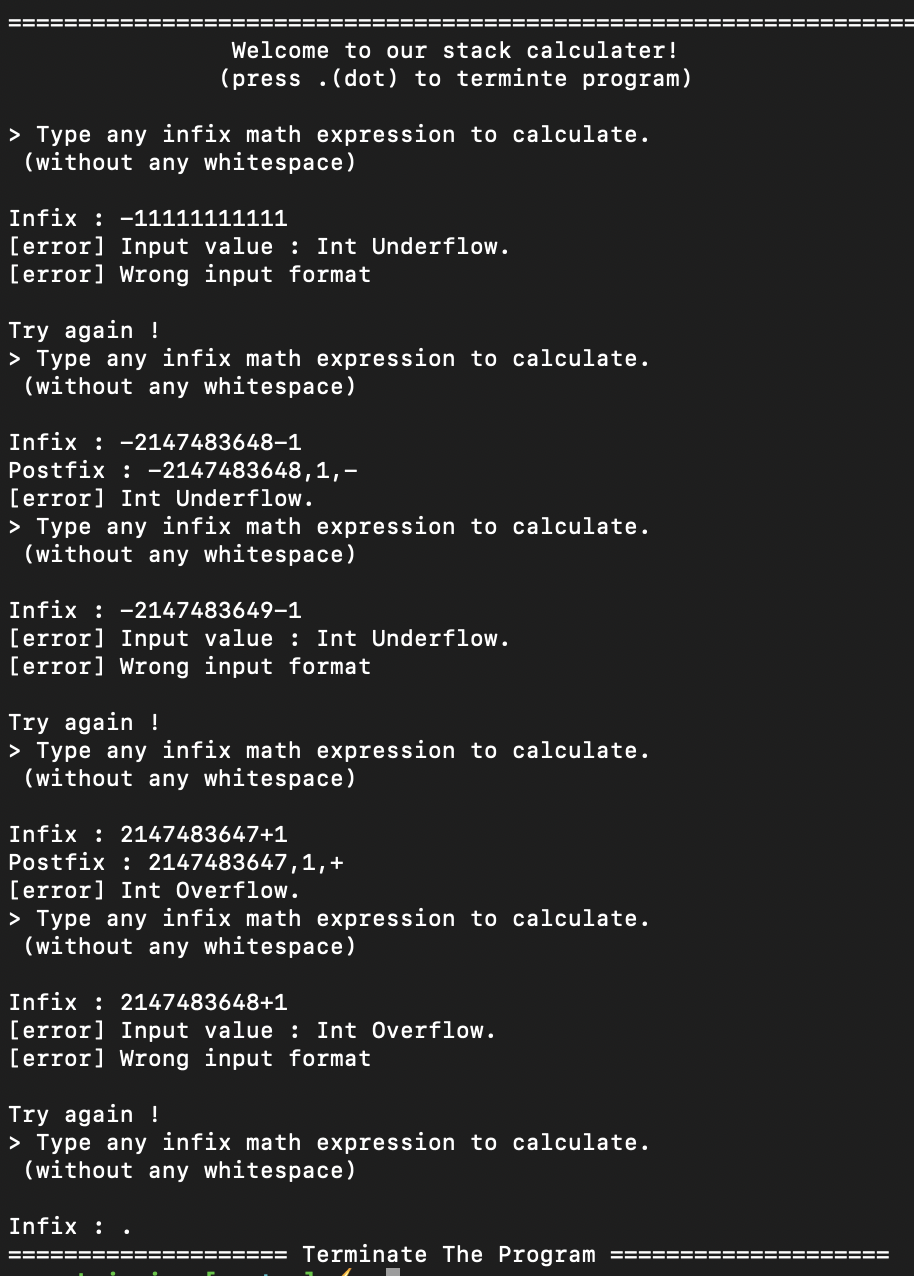 =================================================================
Welcome to our stack calculater!
(press .(dot) to terminte program)
> Type any infix math expression to calculate.
(without any whitespace)
Infix : -11111111111
[error] Input value : Int Underflow.
[error] Wrong input format
Try again !
> Type any infix math expression to calculate.
(without any whitespace)
Infix : -2147483648-1
Postfix : -2147483648,1,-
[error] Int Underflow.
> Type any infix math expression to calculate.
(without any whitespace)
Infix : -2147483649-1
[error] Input value : Int Underflow.
[error] Wrong input format
Try again !
> Type any infix math expression to calculate.
(without any whitespace)
Infix : 2147483647+1
Postfix : 2147483647,1,+
[error] Int Overflow.
> Type any infix math expression to calculate.
(without any whitespace)
Infix : 2147483648+1
[error] Input value : Int Overflow.
[error] Wrong input format
Try again !
> Type any infix math expression to calculate.
(without any whitespace)
Infix : .
==================== Terminate The Program ====================